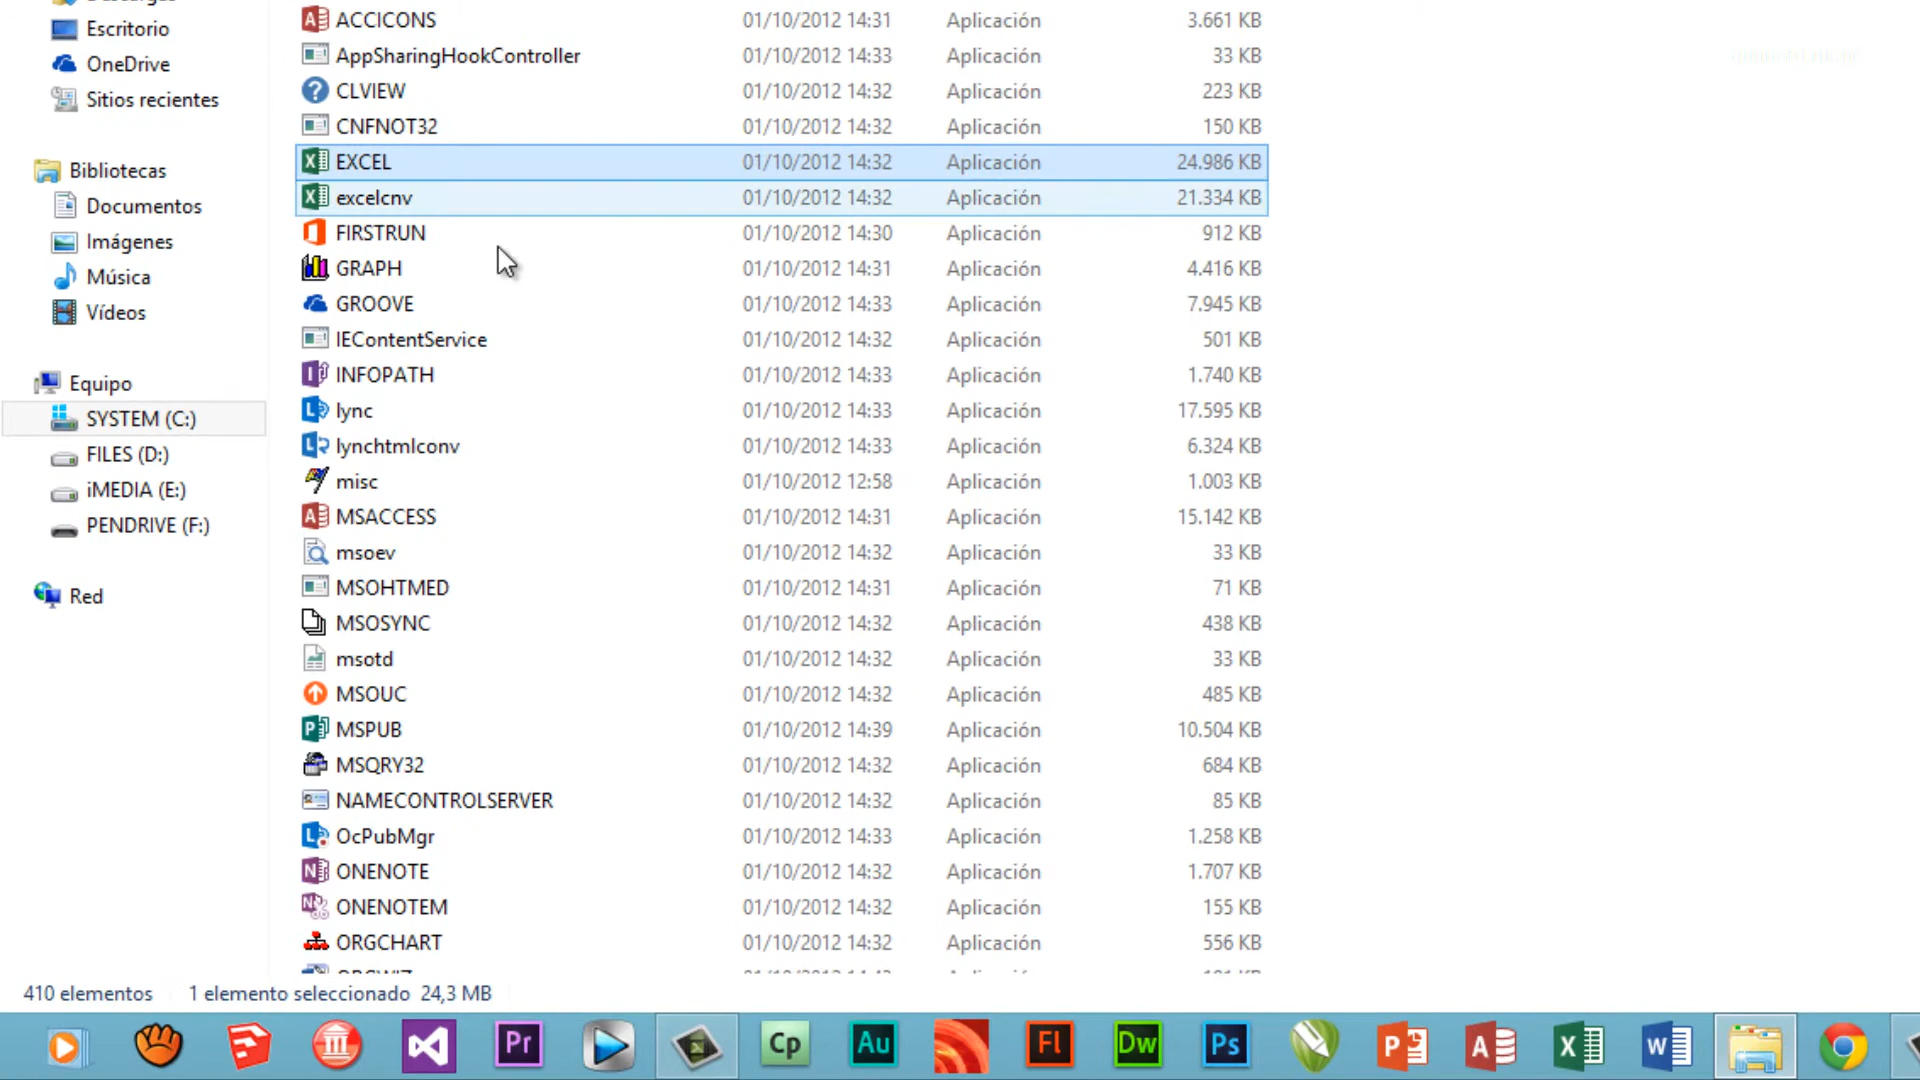 Escritorio
OneDrive
Sitios recientes
Bibliotecas
Documentos
Imágenes
Música
Vídeos
Equipo
SYSTEM (C:)
FILES (D:)
iMEDIA (E:)
PENDRIVE (F:)
Red
ACCICONS 01/10/2012 14:31 Aplicación 3.661 KB
AppSharingHookController 01/10/2012 14:33 Aplicación 33 KB
CLVIEW 01/10/2012 14:32 Aplicación 223 KB
CNFNOT32 01/10/2012 14:32 Aplicación 150 KB
EXCEL 01/10/2012 14:32 Aplicación 24.986 KB
excelcnv 01/10/2012 14:32 Aplicación 21.334 KB
FIRSTRUN 01/10/2012 14:30 Aplicación 912 KB
GRAPH 01/10/2012 14:31 Aplicación 4.416 KB
GROOVE 01/10/2012 14:33 Aplicación 7.945 KB
IEContentService 01/10/2012 14:32 Aplicación 501 KB
INFOPATH 01/10/2012 14:33 Aplicación 1.740 KB
lync 01/10/2012 14:33 Aplicación 17.595 KB
lynchtmlconv 01/10/2012 14:33 Aplicación 6.324 KB
misc 01/10/2012 12:58 Aplicación 1.003 KB
MSACCESS 01/10/2012 14:31 Aplicación 15.142 KB
msoev 01/10/2012 14:32 Aplicación 33 KB
MSOHTMED 01/10/2012 14:31 Aplicación 71 KB
MSOSYNC 01/10/2012 14:32 Aplicación 438 KB
msotd 01/10/2012 14:32 Aplicación 33 KB
MSOUC 01/10/2012 14:32 Aplicación 485 KB
MSPUB 01/10/2012 14:39 Aplicación 10.504 KB
MSQRY32 01/10/2012 14:32 Aplicación 684 KB
NAMECONTROLSERVER 01/10/2012 14:32 Aplicación 85 KB
OcPubMgr 01/10/2012 14:33 Aplicación 1.258 KB
ONENOTE 01/10/2012 14:32 Aplicación 1.707 KB
ONENOTEM 01/10/2012 14:32 Aplicación 155 KB
ORGCHART 01/10/2012 14:32 Aplicación 556 KB
410 elementos 1 elemento seleccionado 24,3 MB
Pr Cp Au Fl Dw Ps P A X W